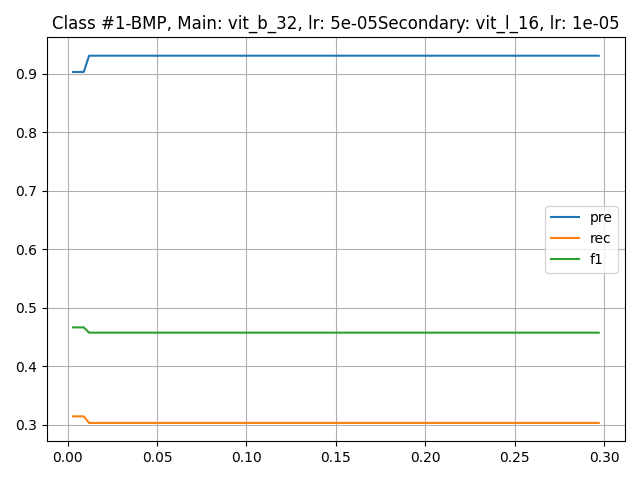 Class #1-BMP, Main: vit_b_32, lr: 5e-05Secondary: vit_l_16, lr: 1e-05
0.9
0.8
0.7
0.6
0.5
0.4
0.3
pre
rec
f1
0.00 0.05 0.10 0.15 0.20 0.25 0.30